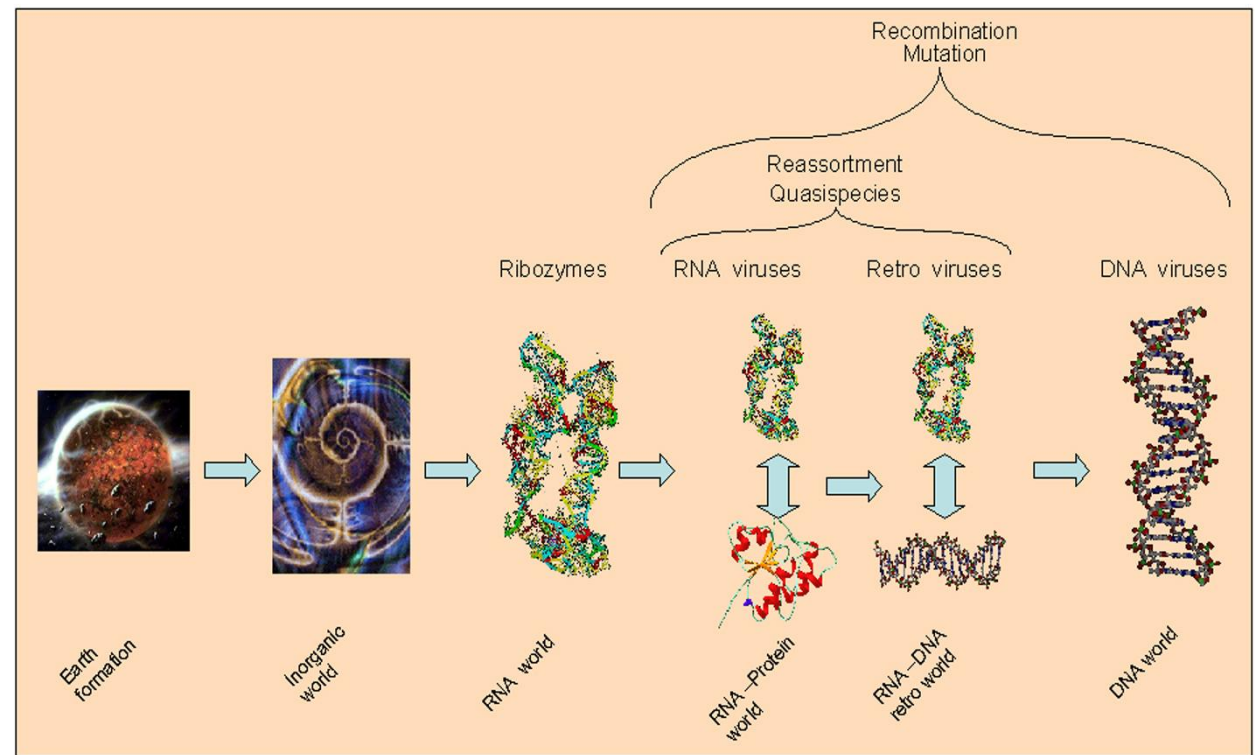 Recombination
Mutation
Reassortment
Quasispecies
Ribozymes
RNA viruses
Retro viruses
DNA viruses
Earth
formation
Inorganic
world
RNA world
RNA–Protein
world
RNA–DNA
retro world
DNA world